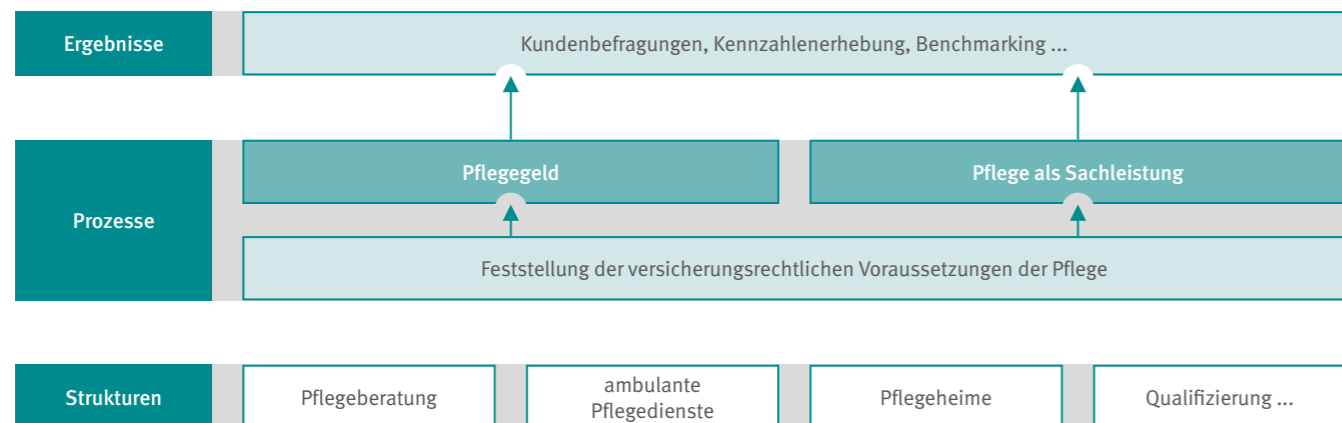 Ergebnisse
Kundenbefragungen, Kennzahlenerhebung, Benchmarking ...
Prozesse
Pflegegeld
Pflege als Sachleistung
Feststellung der versicherungsrechtlichen Voraussetzungen der Pflege
Strukturen
Pflegeberatung
ambulante
Pflegedienste
Pflegeheime
Qualifizierung ...